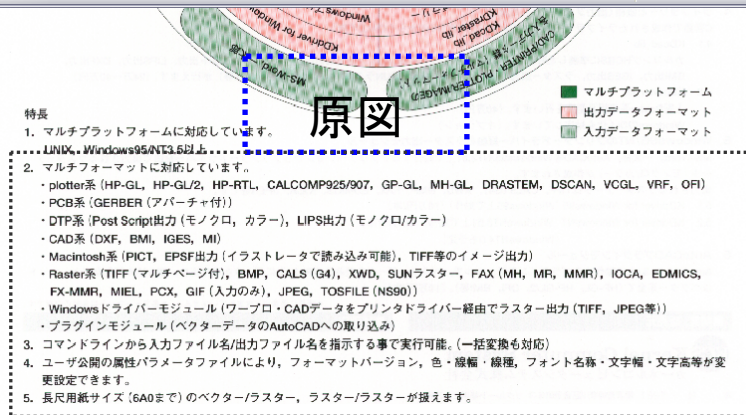 Windowsプ
KDdriver for Window
KDraster. lib
KDcad. lib
MS-Word,
CAD/PRINTER/PLOTTER/IMAGEの
原図
マルチプラットフォーム
出力データフォーマット
入力データフォーマット
特長
1. マルチプラットフォームに対応しています。
UNIX, Windows95/NT3.5以上
2. マルチフォーマットに対応しています。
・plotter系 (HP-GL, HP-GL/2, HP-RTL, CALCOMP925/907, GP-GL, MH-GL, DRASTEM, DSCAN, VCGL, VRF, OFI)
・PCB系 (GERBER (アパーチャ付))
・DTP系 (Post Script出力 (モノクロ, カラー), LIPS出力 (モノクロ/カラー)
・CAD系 (DXF, BMI, IGES, MI)
・Macintosh系 (PICT, EPSF出力 (イラストレータで読み込み可能), TIFF等のイメージ出力)
・Raster系 (TIFF (マルチページ付), BMP, CALS (G4), XWD, SUNラスター, FAX (MH, MR, MMR), IOCA, EDMICS,
FX-MMR, MIEL, PCX, GIF (入力のみ), JPEG, TOSFILE (NS90))
・Windowsドライバーモジュール (ワープロ・CADデータをプリンタドライバー経由でラスター出力 (TIFF, JPEG等))
・プラグインモジュール (ベクターデータのAutoCADへの取り込み)
3. コマンドラインから入力ファイル名/出力ファイル名を指示する事で実行可能。(一括変換も対応)
4. ユーザ公開の属性パラメータファイルにより, フォーマットバージョン, 色・線幅・線種, フォント名称・文字幅・文字高等が変
更設定できます。
5. 長尺用紙サイズ (6A0まで) のベクター/ラスター, ラスター/ラスターが扱えます。